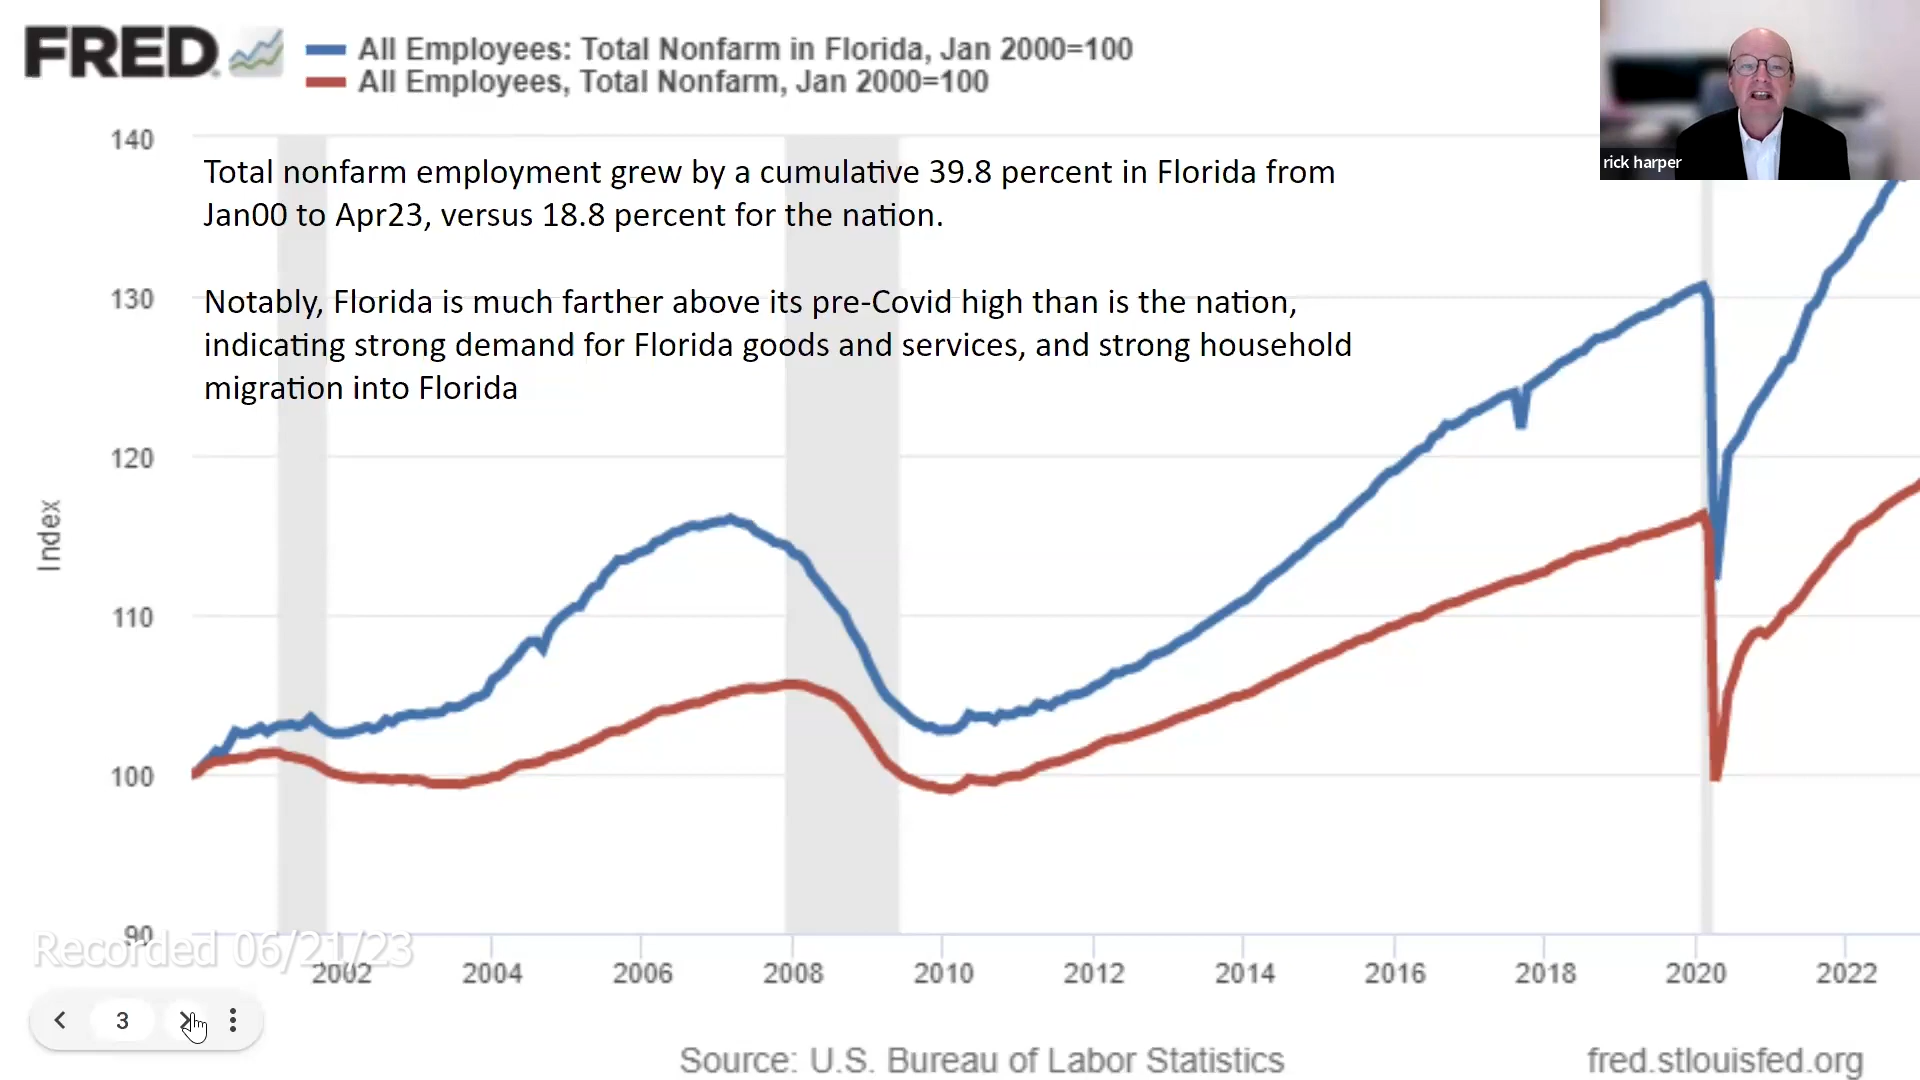 FRED
All Employees: Total Nonfarm in Florida, Jan 2000=100
All Employees, Total Nonfarm, Jan 2000=100
rick harper
140
Total nonfarm employment grew by a cumulative 39.8 percent in Florida from
Jan00 to Apr23, versus 18.8 percent for the nation.
Notably, Florida is much farther above its pre-Covid high than is the nation,
indicating strong demand for Florida goods and services, and strong household
migration into Florida
130
120
110
100
90
Index
Recorded 06/21/23
2002 2004 2006 2008 2010 2012 2014 2016 2018 2020 2022
3
Source: U.S. Bureau of Labor Statistics
fred.stlouisfed.org